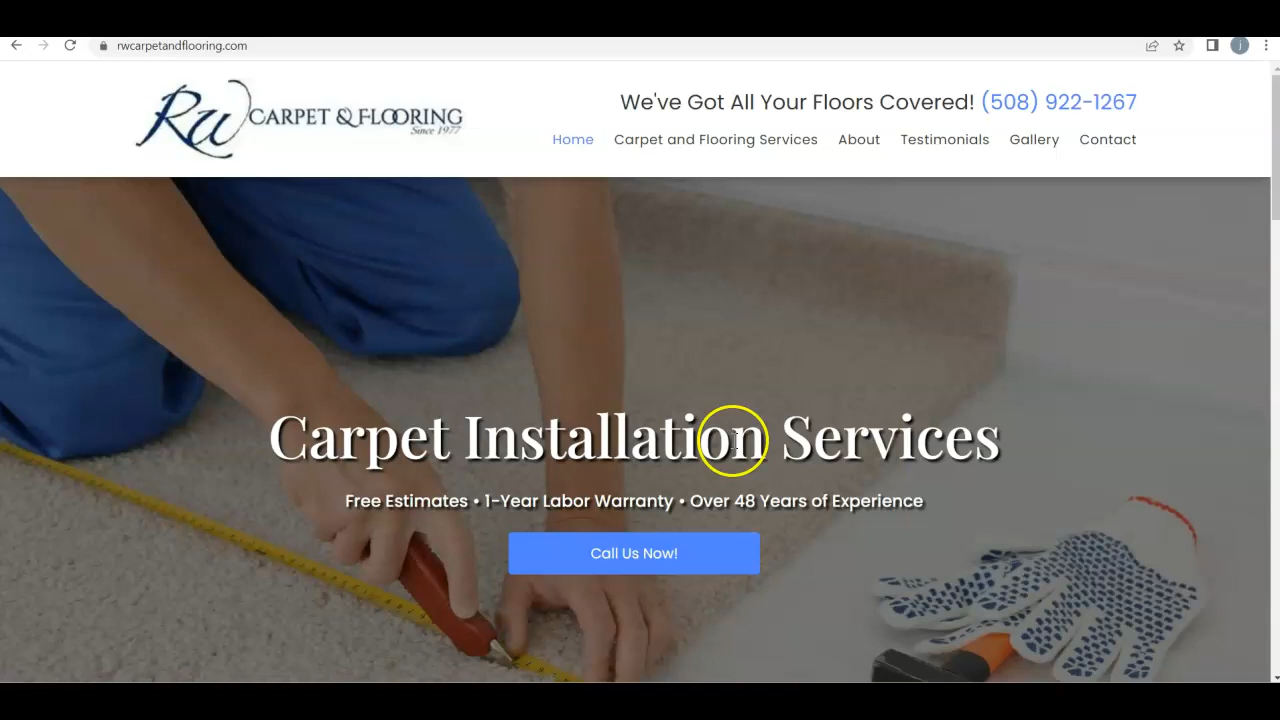 rwcarpetandflooring.com
j
Rw CARPET & FLOORING
Since 1977
We've Got All Your Floors Covered! (508) 922-1267
Home Carpet and Flooring Services About Testimonials Gallery Contact
Carpet Installation Services
Free Estimates • 1-Year Labor Warranty • Over 48 Years of Experience
Call Us Now!